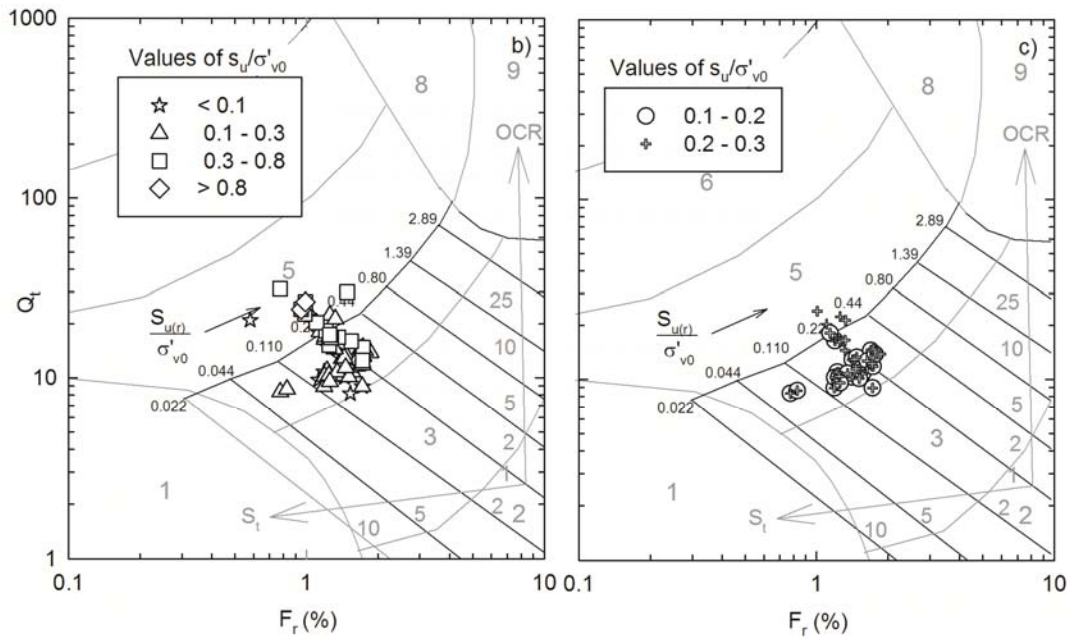 b)
Values of su/σ'v0
< 0.1
0.1 - 0.3
0.3 - 0.8
> 0.8
1000
100
10
1
Qt
8
9
OCR
5
2.89
1.39
0.80
0.110
0.044
0.022
Su(r)
σ'v0
25
10
5
2
1
2
2
3
1
St
10
5
0.1
1
10
Fr (%)
c)
Values of su/σ'v0
0.1 - 0.2
0.2 - 0.3
8
9
OCR
6
5
2.89
1.39
0.80
0.44
0.110
0.044
0.022
Su(r)
σ'v0
25
10
5
2
1
2
2
3
1
St
10
5
0.1
1
10
Fr (%)